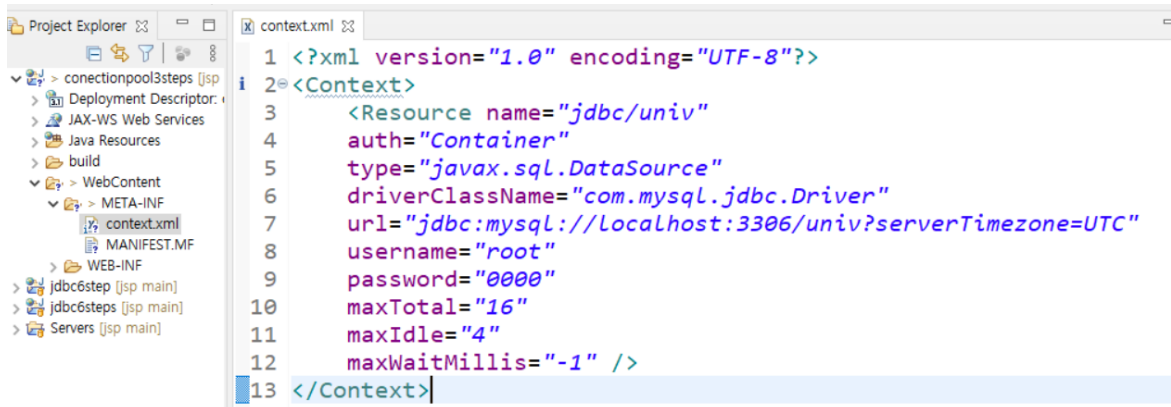 Project Explorer
conectionpool3steps [jsp
Deployment Descriptor:
JAX-WS Web Services
Java Resources
build
WebContent
META-INF
context.xml
MANIFEST.MF
WEB-INF
jdbc6step [jsp main]
jdbc6steps [jsp main]
Servers [jsp main]
context.xml
1 <?xml version="1.0" encoding="UTF-8"?>
2 <Context>
3 <Resource name="jdbc/univ"
4 auth="Container"
5 type="javax.sql.DataSource"
6 driverClassName="com.mysql.jdbc.Driver"
7 url="jdbc:mysql://localhost:3306/univ?serverTimezone=UTC"
8 username="root"
9 password="0000"
10 maxTotal="16"
11 maxIdle="4"
12 maxWaitMillis="-1" />
13 </Context>